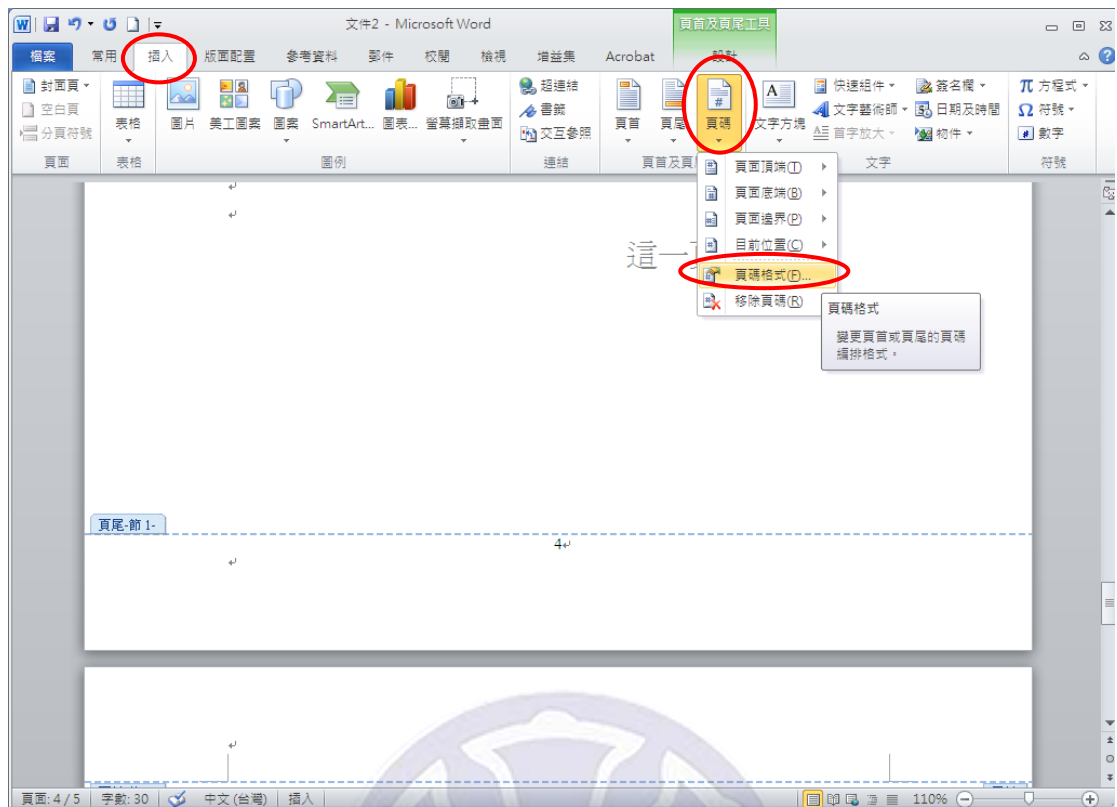 文件2 - Microsoft Word
頁首及頁尾工具
檔案 常用 插入 版面配置 參考資料 郵件 校閱 檢視 增益集 Acrobat 設計
封面頁
空白頁
分頁符號
頁面
表格
表格
圖片 美工圖案 圖案 SmartArt... 圖表... 螢幕擷取畫面
圖例
超連結
書籤
交互參照
連結
頁首 頁尾 頁碼
頁首及頁
文字方塊
快速組件
文字藝術師
首字放大
簽名欄
日期及時間
物件
文字
方程式
符號
數字
符號
頁面頂端(T)
頁面底端(B)
頁面邊界(P)
目前位置(C)
頁碼格式(F)...
移除頁碼(R)
頁碼格式
變更頁首或頁尾的頁碼
編排格式。
這一
頁尾-節 1-
4
頁面: 4 / 5 字數: 30 中文 (台灣) 插入 110%